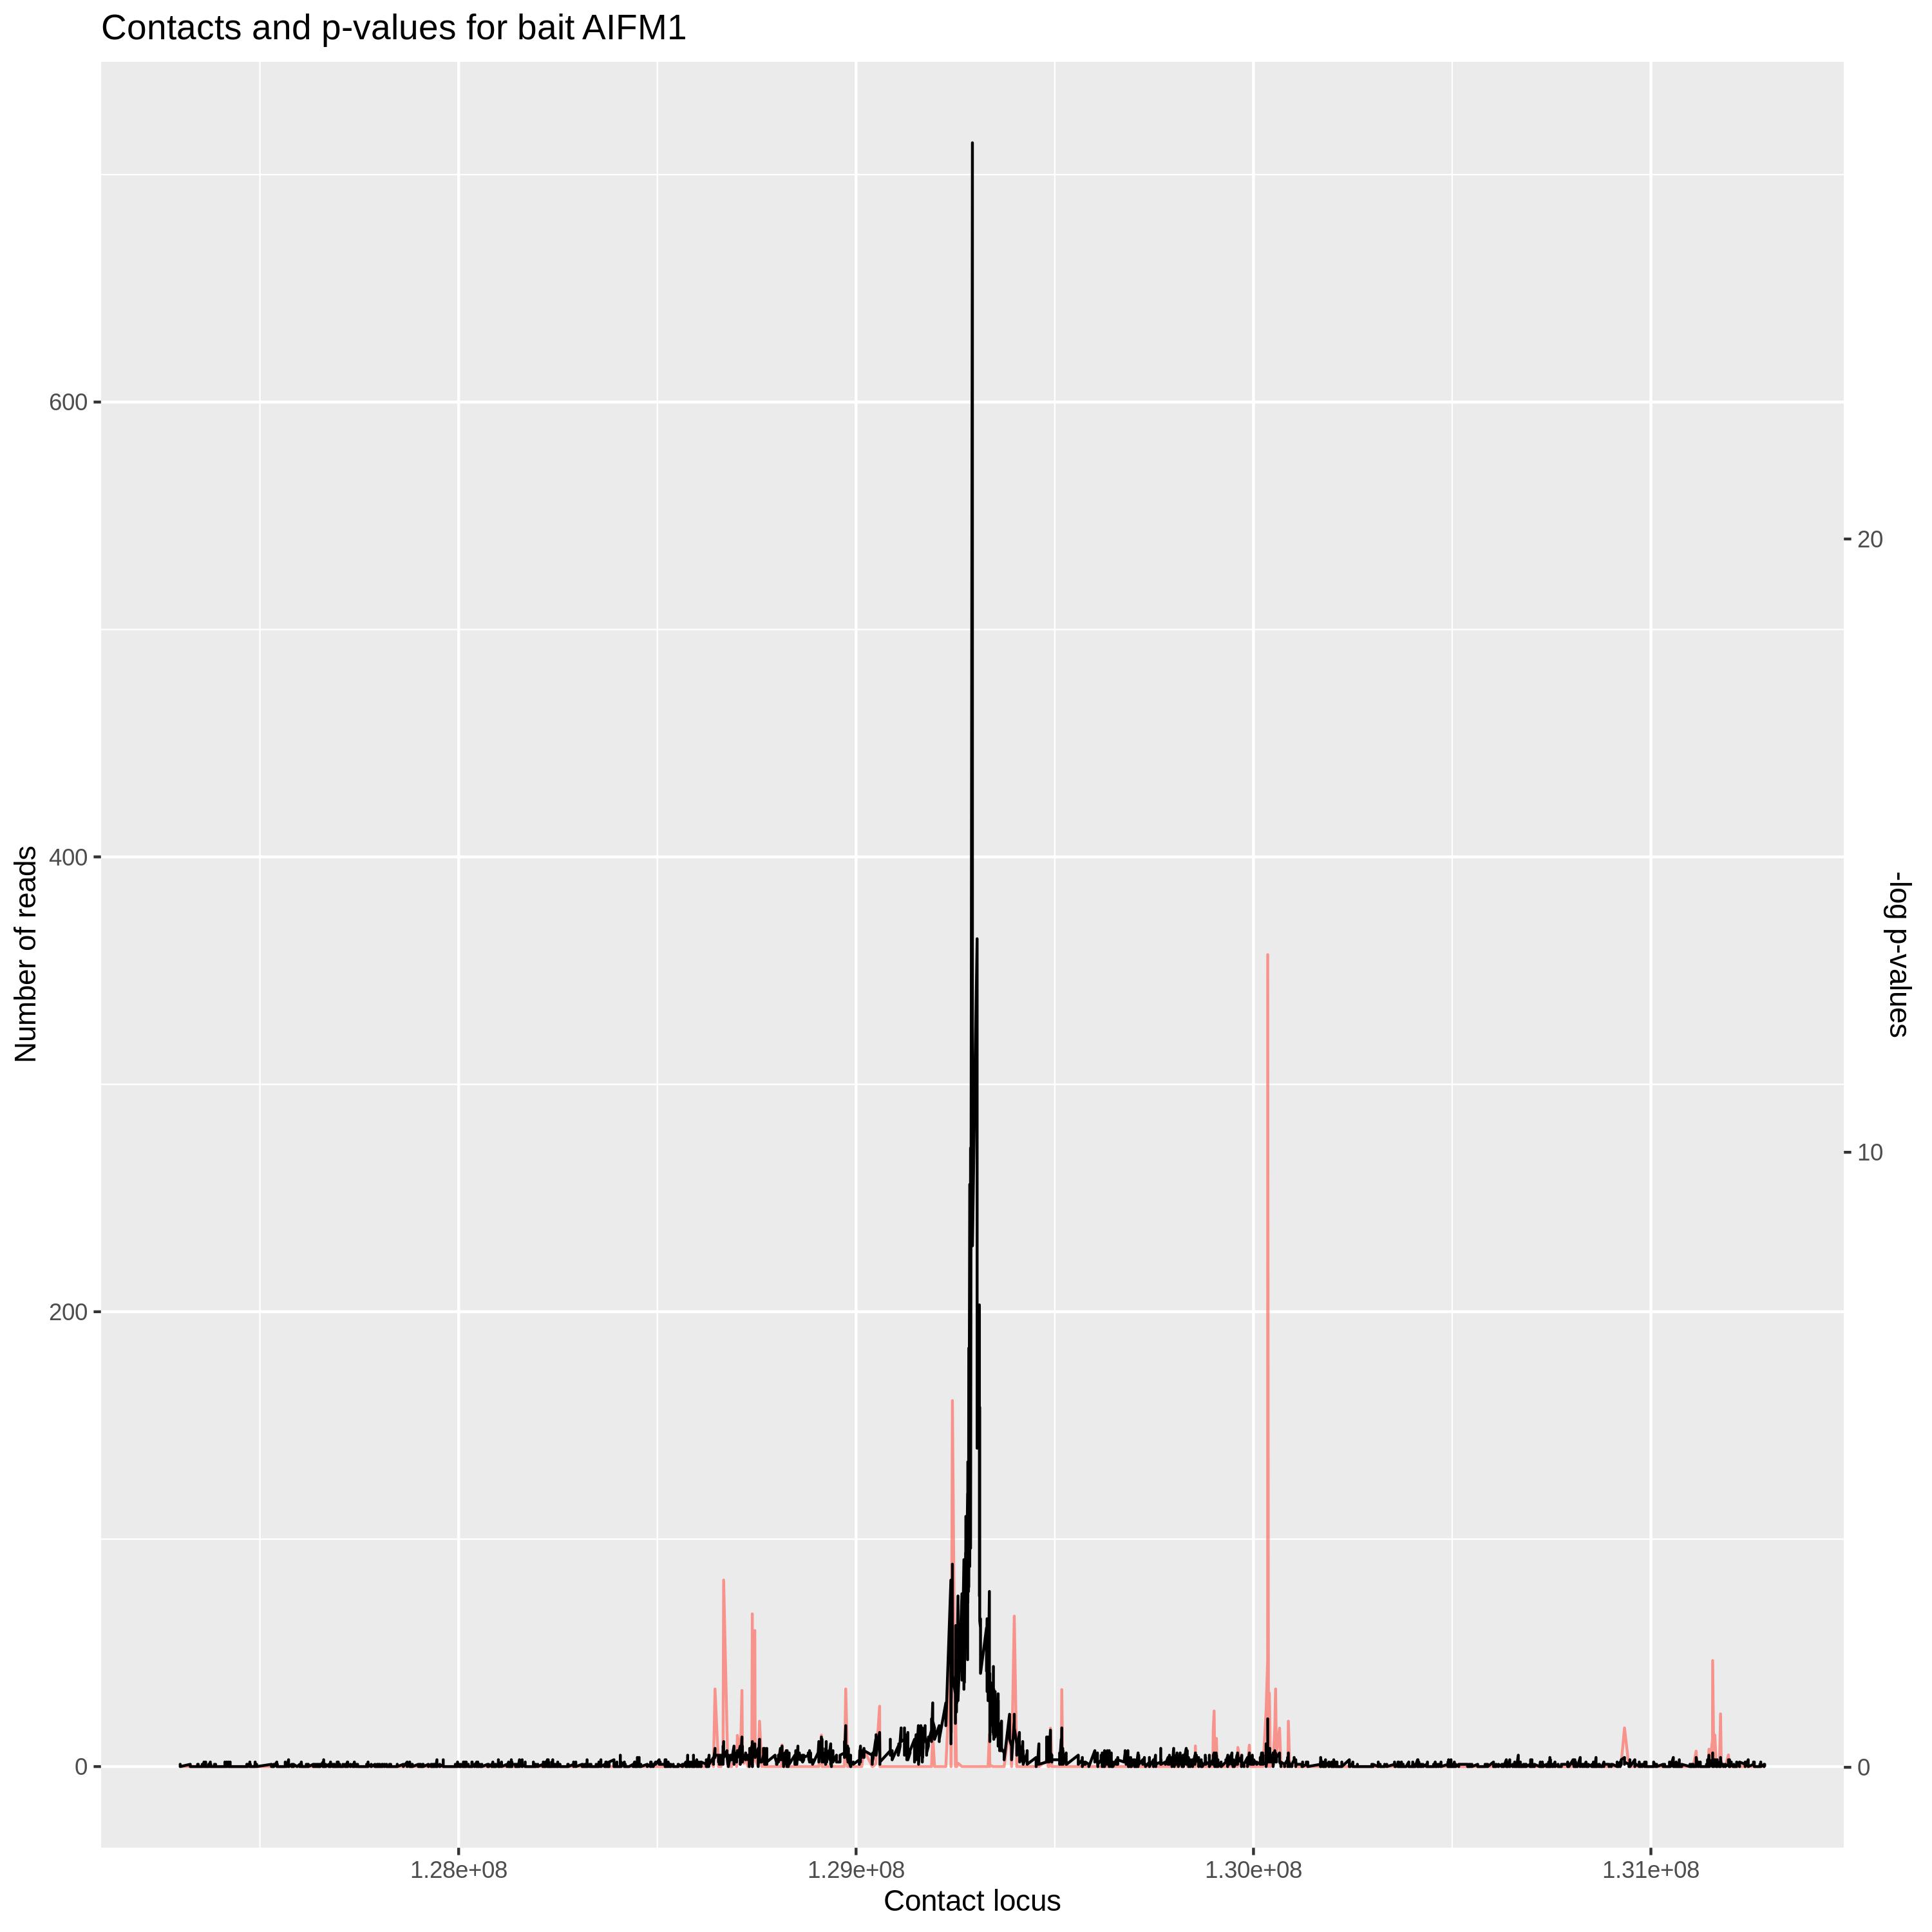 Contacts and p-values for bait AIFM1
600
400
200
0
Number of reads
20
10
0
-log p-values
1.28e+08
1.29e+08
1.30e+08
1.31e+08
Contact locus